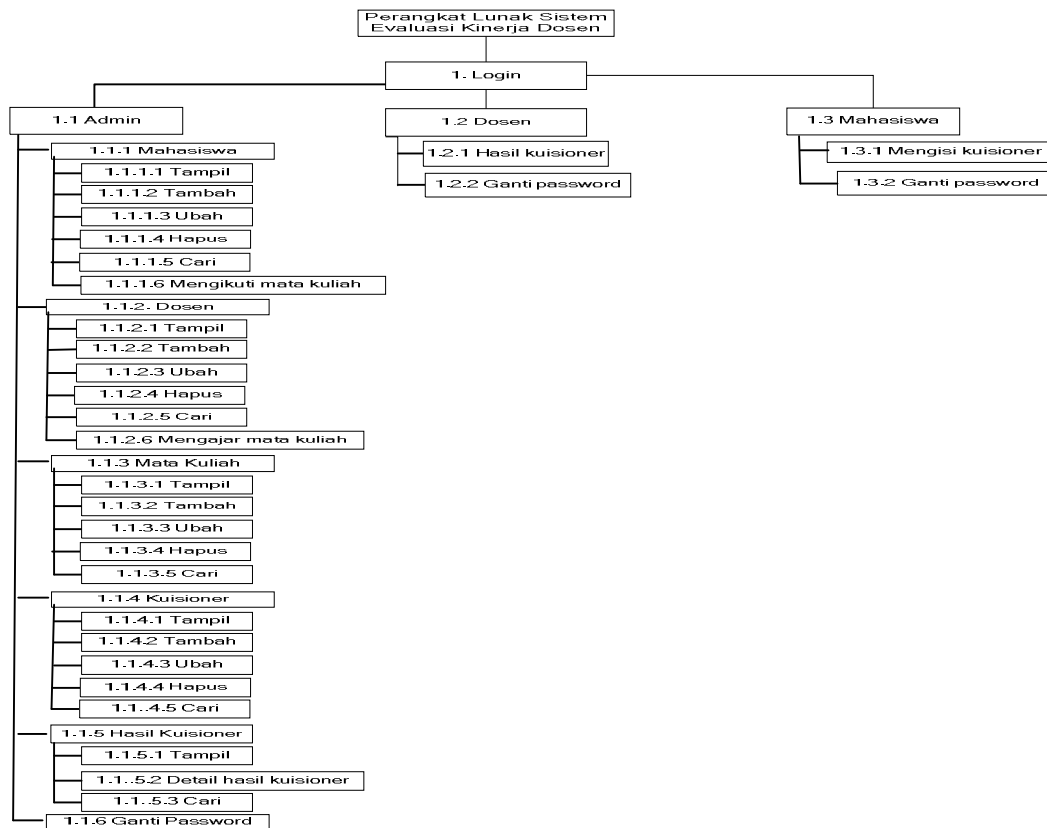 Perangkat Lunak Sistem
Evaluasi Kinerja Dosen
1. Login
1.1 Admin
1.1.1 Mahasiswa
1.1.1.1 Tampil
1.1.1.2 Tambah
1.1.1.3 Ubah
1.1.1.4 Hapus
1.1.1.5 Cari
1.1.1.6 Mengikuti mata kuliah
1.1.2. Dosen
1.1.2.1 Tampil
1.1.2.2 Tambah
1.1.2.3 Ubah
1.1.2.4 Hapus
1.1.2.5 Cari
1.1.2.6 Mengajar mata kuliah
1.1.3 Mata Kuliah
1.1.3.1 Tampil
1.1.3.2 Tambah
1.1.3.3 Ubah
1.1.3.4 Hapus
1.1.3.5 Cari
1.1.4 Kuisioner
1.1.4.1 Tampil
1.1.4.2 Tambah
1.1.4.3 Ubah
1.1.4.4 Hapus
1.1..4.5 Cari
1.1.5 Hasil Kuisioner
1.1.5.1 Tampil
1.1..5.2 Detail hasil kuisioner
1.1..5.3 Cari
1.1.6 Ganti Password
1.2 Dosen
1.2.1 Hasil kuisioner
1.2.2 Ganti password
1.3 Mahasiswa
1.3.1 Mengisi kuisioner
1.3.2 Ganti password